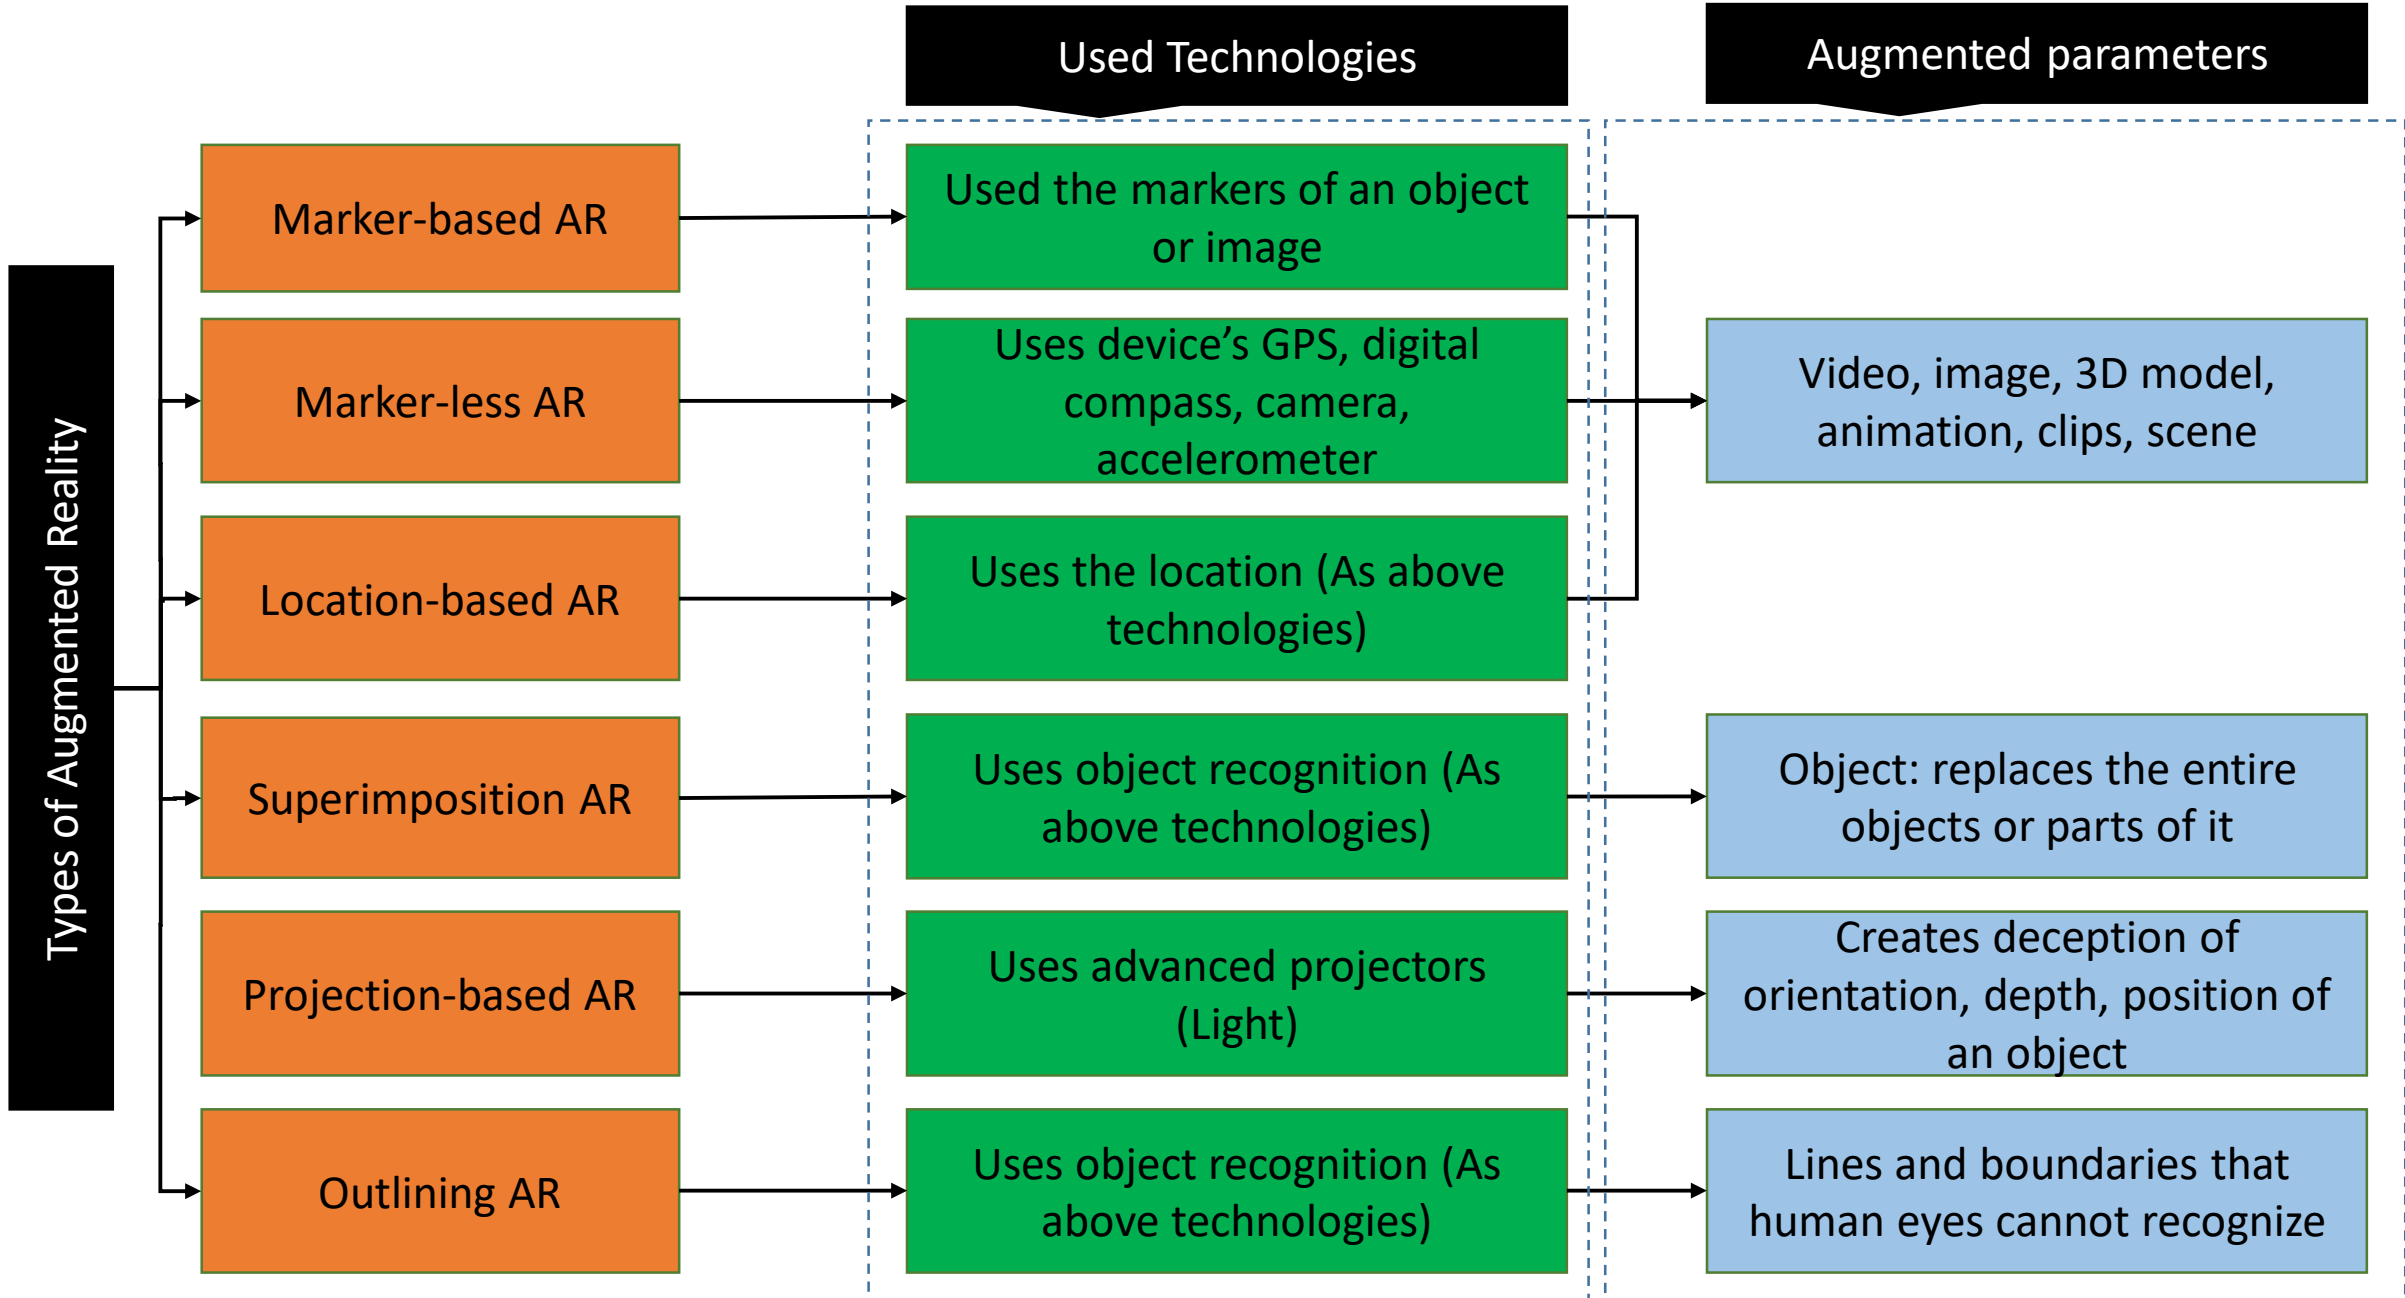 Used Technologies
Augmented parameters
Types of Augmented Reality
Marker-based AR
Used the markers of an object
or image
Marker-less AR
Uses device’s GPS, digital
compass, camera,
accelerometer
Video, image, 3D model,
animation, clips, scene
Location-based AR
Uses the location (As above
technologies)
Superimposition AR
Uses object recognition (As
above technologies)
Object: replaces the entire
objects or parts of it
Projection-based AR
Uses advanced projectors
(Light)
Creates deception of
orientation, depth, position of
an object
Outlining AR
Uses object recognition (As
above technologies)
Lines and boundaries that
human eyes cannot recognize